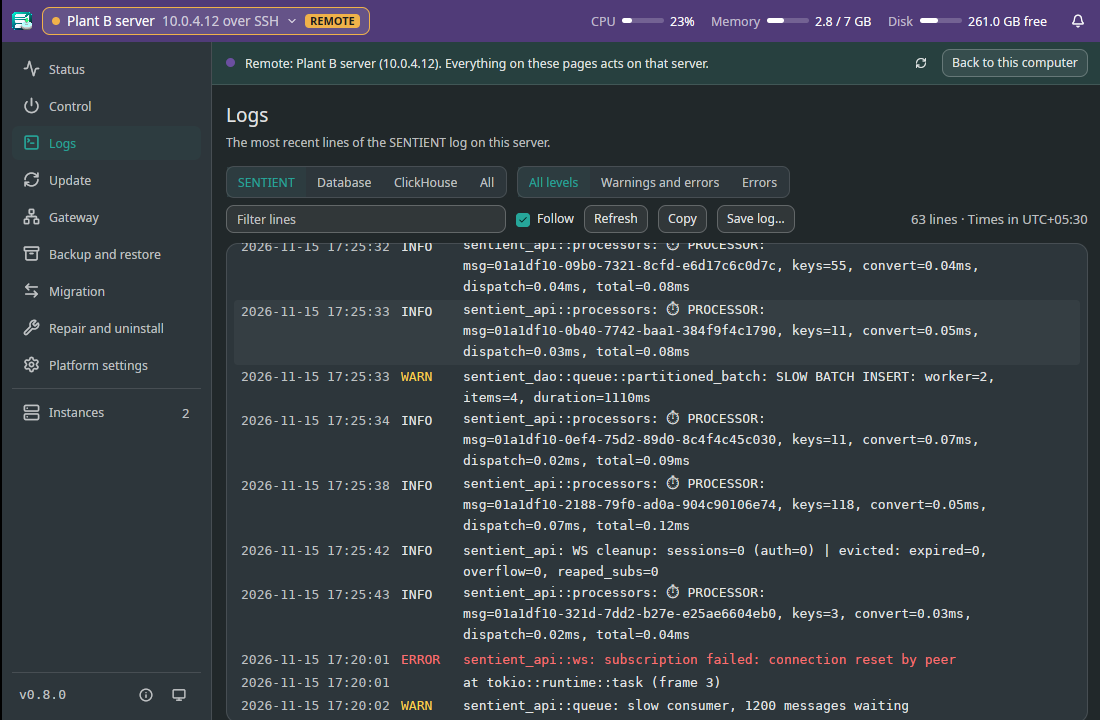 Plant B server 10.0.4.12 over SSH REMOTE CPU 23% Memory 2.8 / 7 GB Disk 261.0 GB free
Remote: Plant B server (10.0.4.12). Everything on these pages acts on that server. Back to this computer
Status
Control
Logs
Update
Gateway
Backup and restore
Migration
Repair and uninstall
Platform settings
Instances 2
v0.8.0
Logs
The most recent lines of the SENTIENT log on this server.
SENTIENT Database ClickHouse All All levels Warnings and errors Errors
Filter lines Follow Refresh Copy Save log... 63 lines · Times in UTC+05:30
2026-11-15 17:25:32 INFO sentient_api::processors: ⏱ PROCESSOR:
msg=01a1df10-09b0-7321-8cfd-e6d17c6c0d7c, keys=55, convert=0.04ms,
dispatch=0.04ms, total=0.08ms
2026-11-15 17:25:33 INFO sentient_api::processors: ⏱ PROCESSOR:
msg=01a1df10-0b40-7742-baa1-384f9f4c1790, keys=11, convert=0.05ms,
dispatch=0.03ms, total=0.08ms
2026-11-15 17:25:33 WARN sentient_dao::queue::partitioned_batch: SLOW BATCH INSERT: worker=2,
items=4, duration=1110ms
2026-11-15 17:25:34 INFO sentient_api::processors: ⏱ PROCESSOR:
msg=01a1df10-0ef4-75d2-89d0-8c4f4c45c030, keys=11, convert=0.07ms,
dispatch=0.02ms, total=0.09ms
2026-11-15 17:25:38 INFO sentient_api::processors: ⏱ PROCESSOR:
msg=01a1df10-2188-79f0-ad0a-904c90106e74, keys=118, convert=0.05ms,
dispatch=0.07ms, total=0.12ms
2026-11-15 17:25:42 INFO sentient_api: WS cleanup: sessions=0 (auth=0) | evicted: expired=0,
overflow=0, reaped_subs=0
2026-11-15 17:25:43 INFO sentient_api::processors: ⏱ PROCESSOR:
msg=01a1df10-321d-7dd2-b27e-e25ae6604eb0, keys=3, convert=0.03ms,
dispatch=0.02ms, total=0.04ms
2026-11-15 17:20:01 ERROR sentient_api::ws: subscription failed: connection reset by peer
2026-11-15 17:20:01 at tokio::runtime::task (frame 3)
2026-11-15 17:20:02 WARN sentient_api::queue: slow consumer, 1200 messages waiting